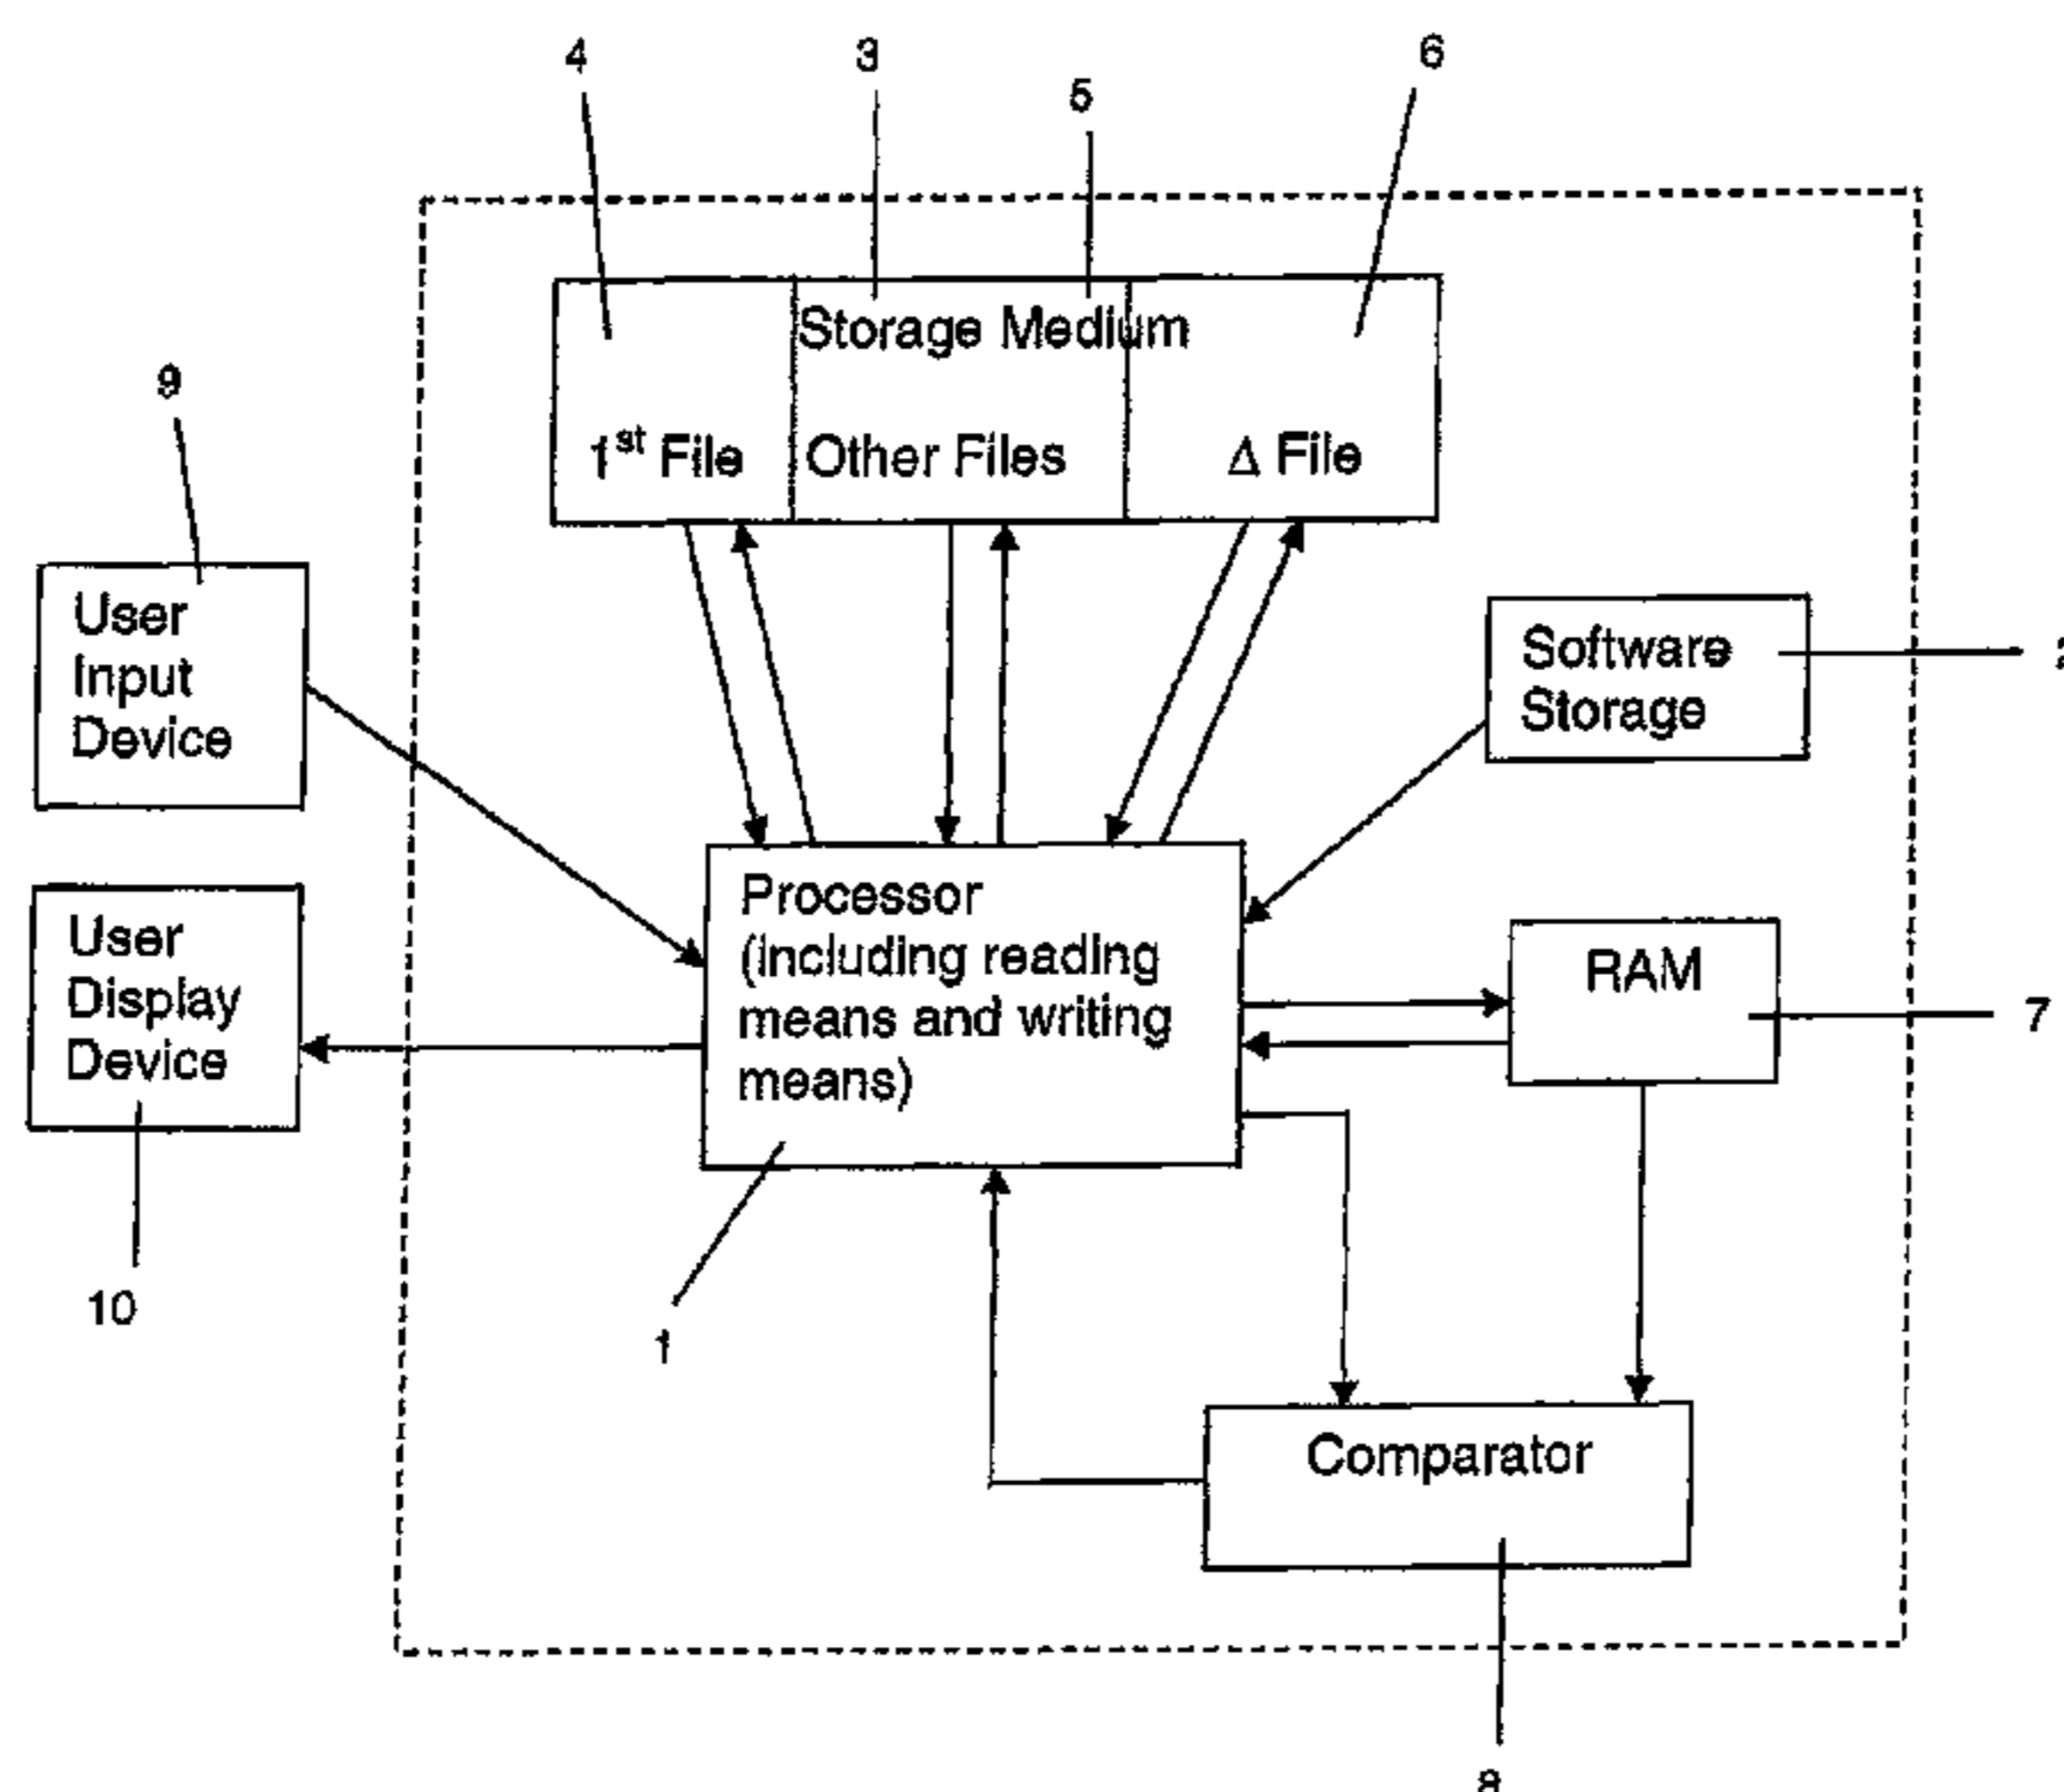 4
3
5
6
Storage Medium
1st File
Other Files
Δ File
9
User
Input
Device
Software
Storage
User
Display
Device
10
Processor
(including reading
means and writing
means)
1
RAM
7
Comparator